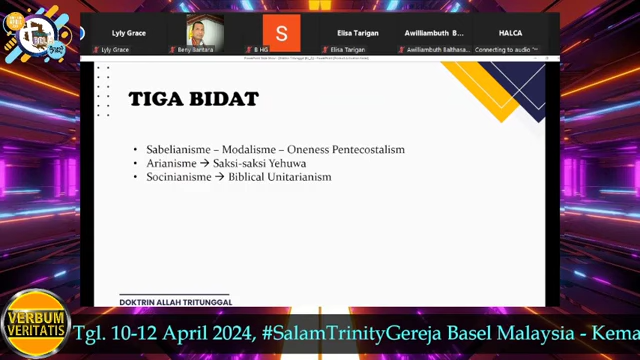 Lyly Grace
Elisa Tarigan
Awilliambuth B...
HALCA
S
Lyly Grace
Beny Bantara
B HG
Elisa Tarigan
Awilliambuth Balthasa...
Connecting to audio
TIGA BIDAT
• Sabelianisme – Modalisme – Oneness Pentecostalism
• Arianisme → Saksi-saksi Yehuwa
• Socinianisme → Biblical Unitarianism
DOKTRIN ALLAH TRITUNGGAL
VERBUM
VERITATIS
Tgl. 10-12 April 2024, #SalamTrinityGereja Basel Malaysia - Kema